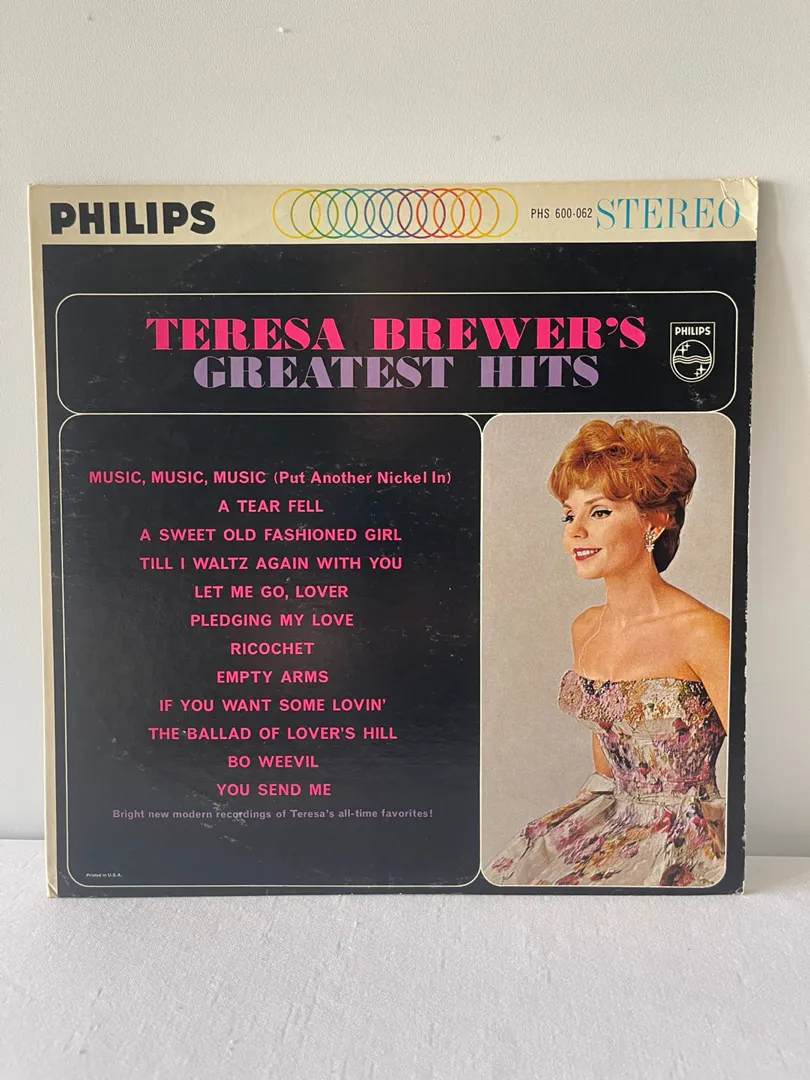 PHILIPS
PHS 600-062 STEREO
TERESA BREWER'S
GREATEST HITS
PHILIPS
MUSIC, MUSIC, MUSIC (Put Another Nickel In)
A TEAR FELL
A SWEET OLD FASHIONED GIRL
TILL I WALTZ AGAIN WITH YOU
LET ME GO, LOVER
PLEDGING MY LOVE
RICOCHET
EMPTY ARMS
IF YOU WANT SOME LOVIN'
THE BALLAD OF LOVER'S HILL
BO WEEVIL
YOU SEND ME
Bright new modern recordings of Teresa's all-time favorites!
Printed in U.S.A.